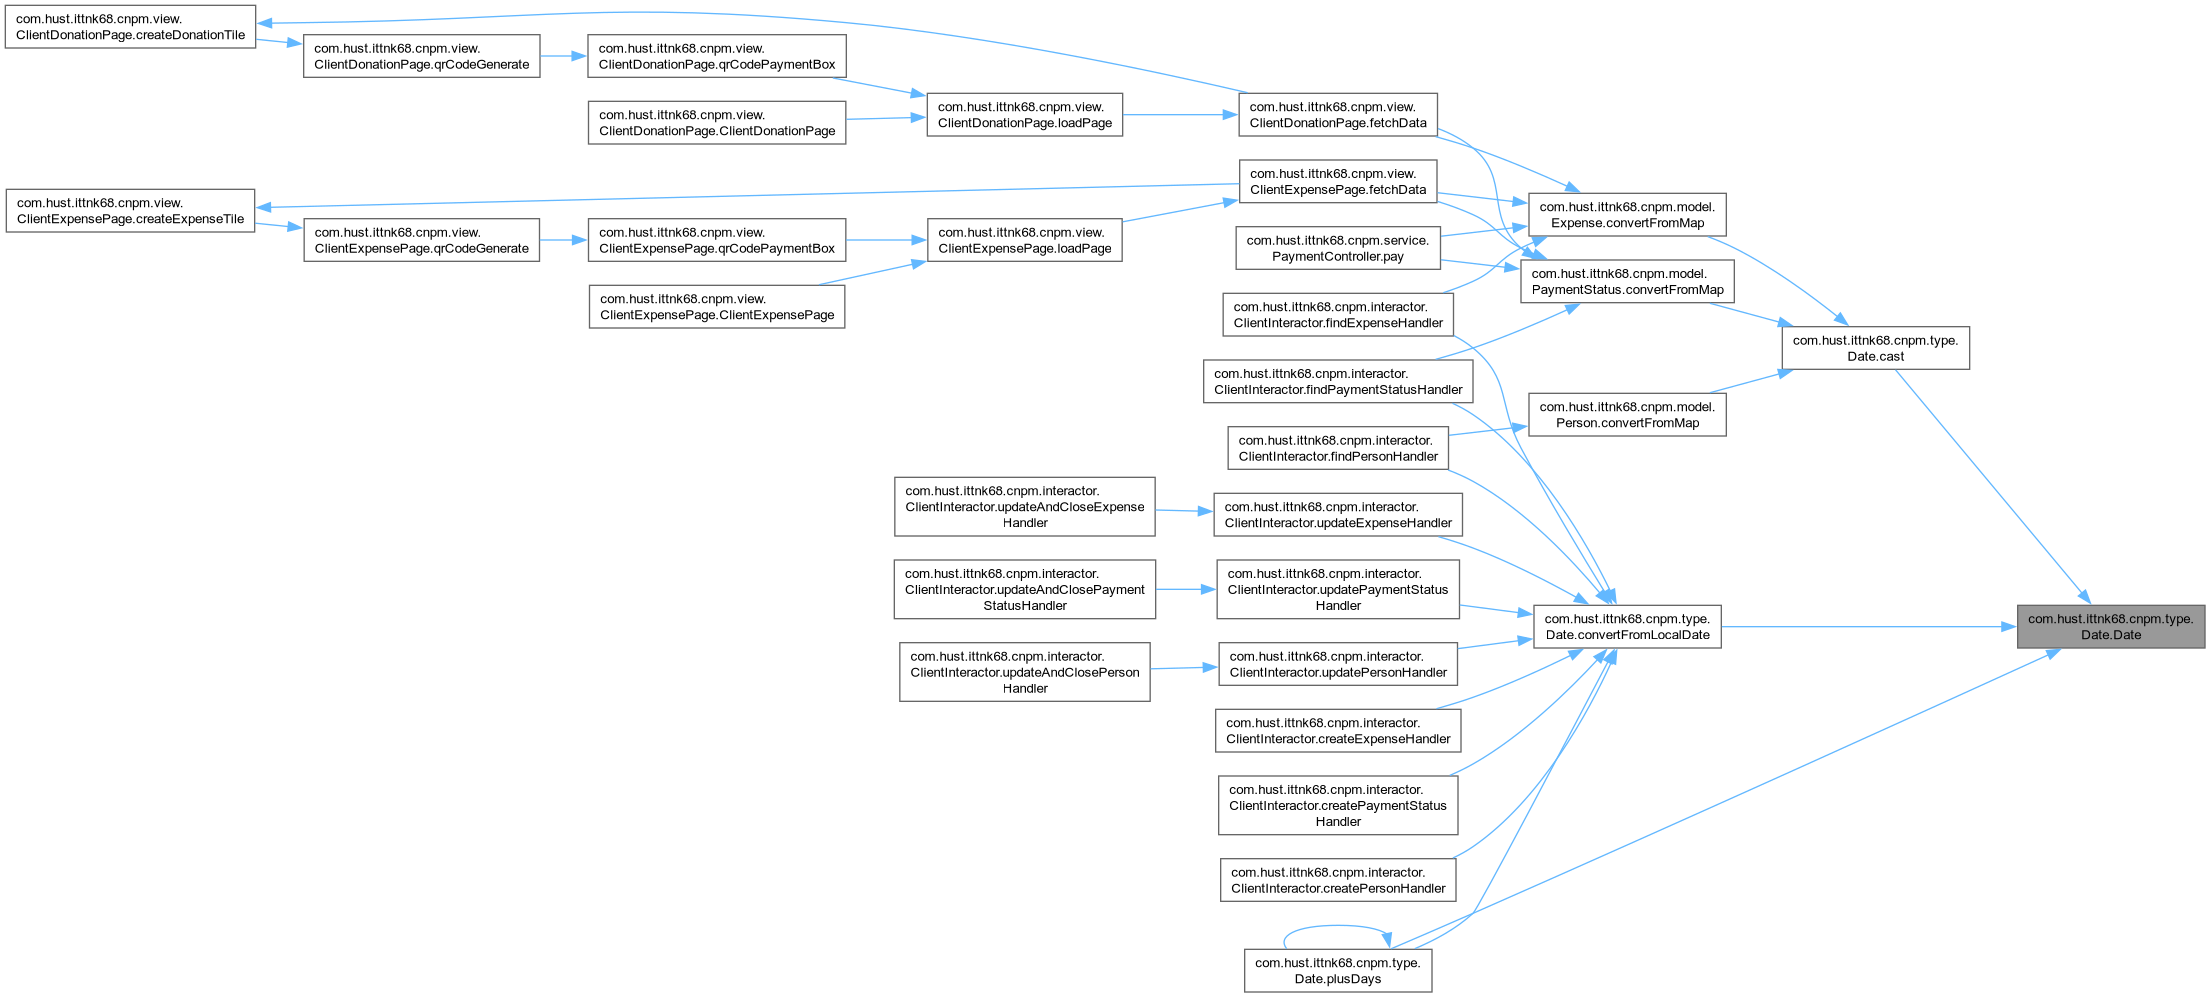 com.hust.ittnk68.cnpm.view.
ClientDonationPage.createDonationTile
com.hust.ittnk68.cnpm.view.
ClientDonationPage.qrCodeGenerate
com.hust.ittnk68.cnpm.view.
ClientDonationPage.qrCodePaymentBox
com.hust.ittnk68.cnpm.view.
ClientDonationPage.ClientDonationPage
com.hust.ittnk68.cnpm.view.
ClientDonationPage.loadPage
com.hust.ittnk68.cnpm.view.
ClientDonationPage.fetchData
com.hust.ittnk68.cnpm.view.
ClientExpensePage.fetchData
com.hust.ittnk68.cnpm.view.
ClientExpensePage.createExpenseTile
com.hust.ittnk68.cnpm.view.
ClientExpensePage.qrCodeGenerate
com.hust.ittnk68.cnpm.view.
ClientExpensePage.qrCodePaymentBox
com.hust.ittnk68.cnpm.view.
ClientExpensePage.loadPage
com.hust.ittnk68.cnpm.view.
ClientExpensePage.ClientExpensePage
com.hust.ittnk68.cnpm.service.
PaymentController.pay
com.hust.ittnk68.cnpm.model.
Expense.convertFromMap
com.hust.ittnk68.cnpm.model.
PaymentStatus.convertFromMap
com.hust.ittnk68.cnpm.interactor.
ClientInteractor.findExpenseHandler
com.hust.ittnk68.cnpm.type.
Date.cast
com.hust.ittnk68.cnpm.interactor.
ClientInteractor.findPaymentStatusHandler
com.hust.ittnk68.cnpm.model.
Person.convertFromMap
com.hust.ittnk68.cnpm.interactor.
ClientInteractor.findPersonHandler
com.hust.ittnk68.cnpm.interactor.
ClientInteractor.updateAndCloseExpense
Handler
com.hust.ittnk68.cnpm.interactor.
ClientInteractor.updateExpenseHandler
com.hust.ittnk68.cnpm.interactor.
ClientInteractor.updateAndClosePayment
StatusHandler
com.hust.ittnk68.cnpm.interactor.
ClientInteractor.updatePaymentStatus
Handler
com.hust.ittnk68.cnpm.type.
Date.convertFromLocalDate
com.hust.ittnk68.cnpm.type.
Date.Date
com.hust.ittnk68.cnpm.interactor.
ClientInteractor.updateAndClosePerson
Handler
com.hust.ittnk68.cnpm.interactor.
ClientInteractor.updatePersonHandler
com.hust.ittnk68.cnpm.interactor.
ClientInteractor.createExpenseHandler
com.hust.ittnk68.cnpm.interactor.
ClientInteractor.createPaymentStatus
Handler
com.hust.ittnk68.cnpm.interactor.
ClientInteractor.createPersonHandler
com.hust.ittnk68.cnpm.type.
Date.plusDays